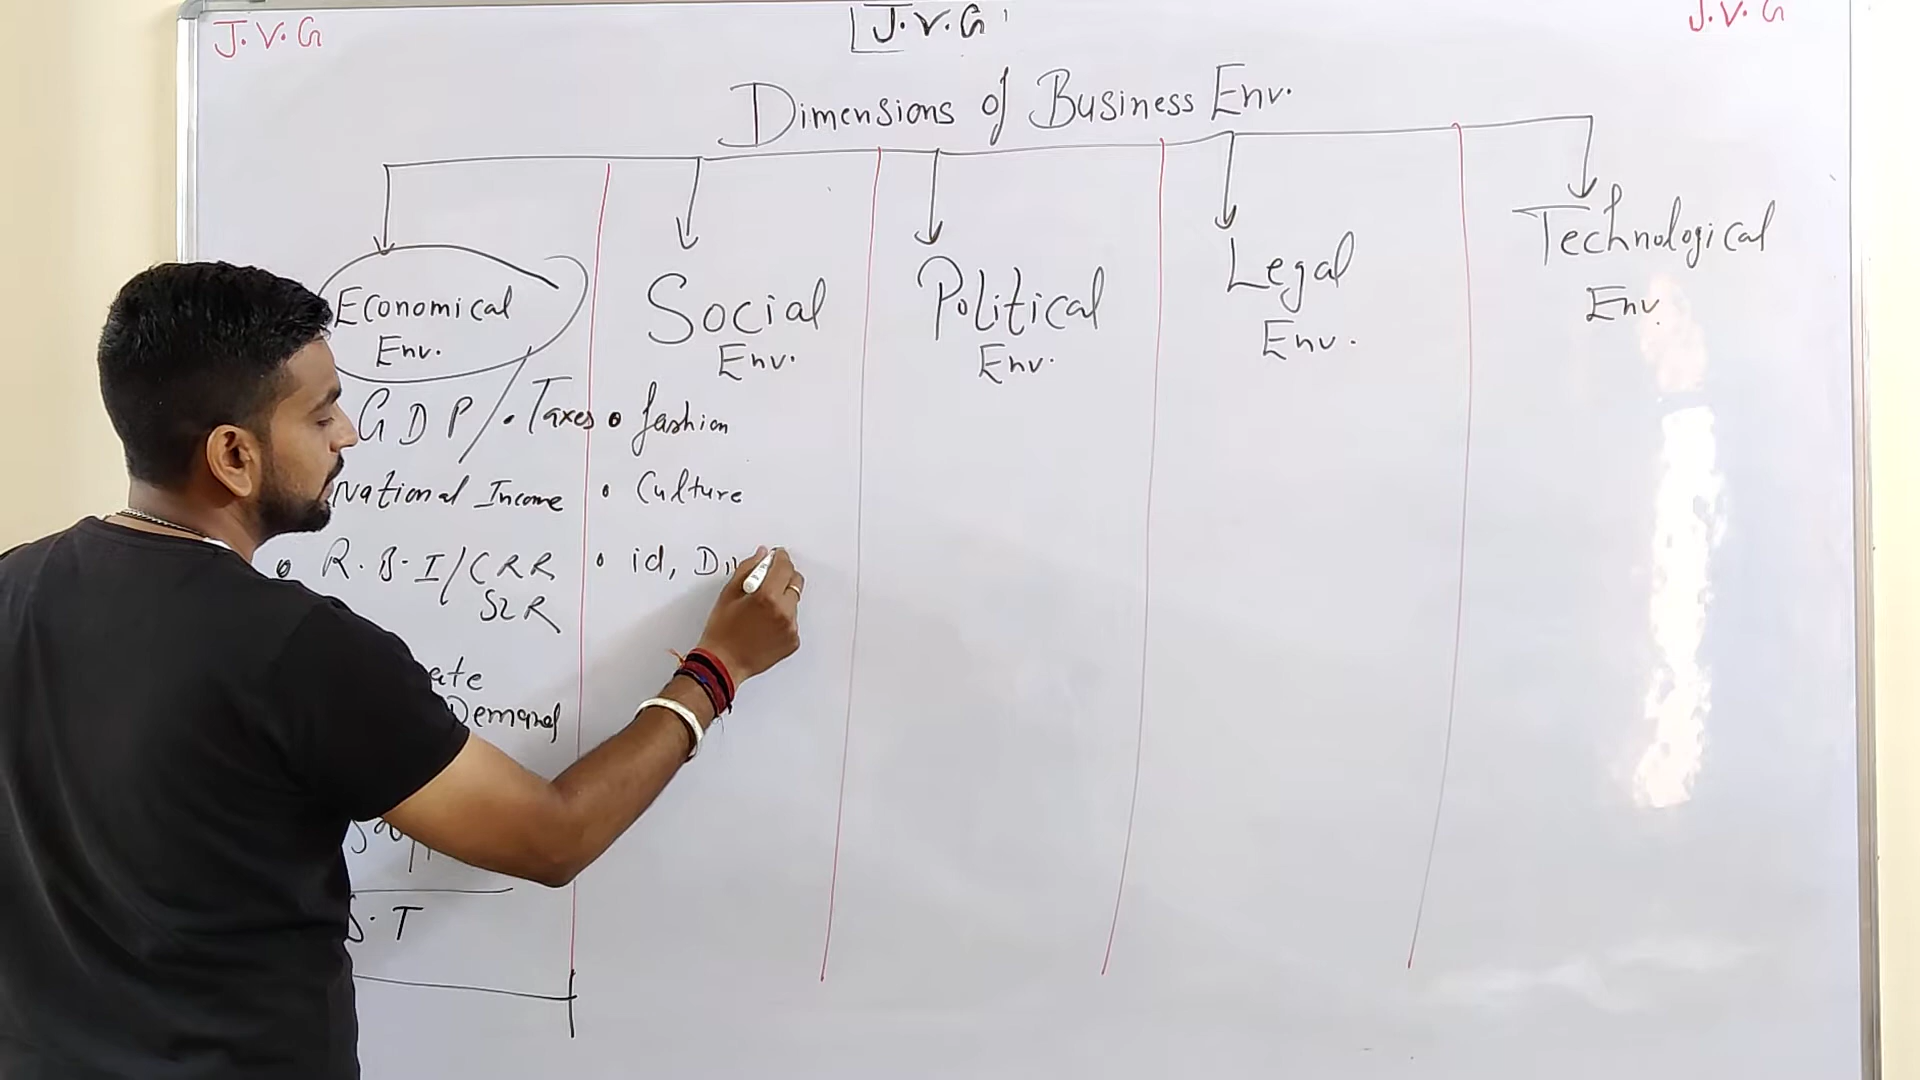 J.V.G
J.V.G
J.V.G
Dimensions of Business Env.
Economical
Env.
GDP / • Taxes
National Income
• R.B.I / CRR
SLR
Demand
S.T
Social
Env.
• fashion
• Culture
• id,
Political
Env.
Legal
Env.
Technological
Env.